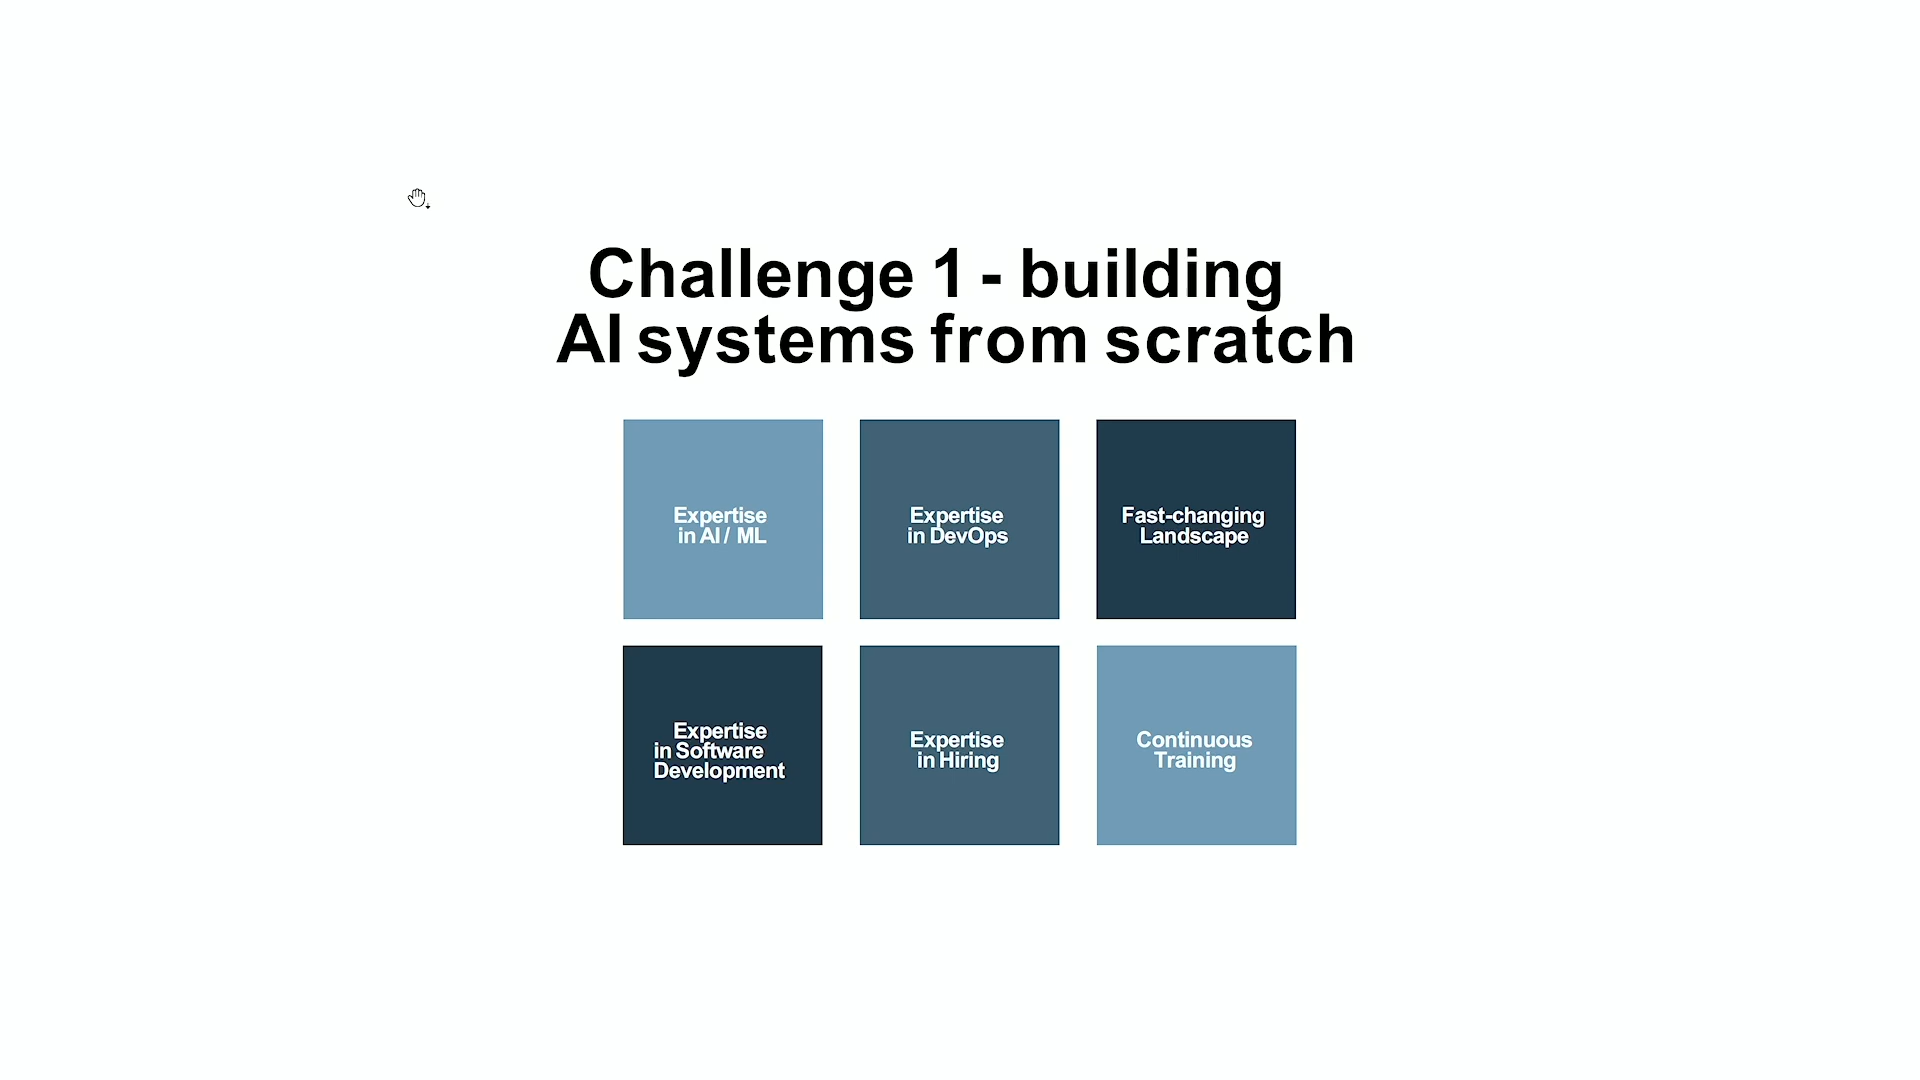 Challenge 1 - building
AI systems from scratch
Expertise
in AI / ML
Expertise
in DevOps
Fast-changing
Landscape
Expertise
in Software
Development
Expertise
in Hiring
Continuous
Training